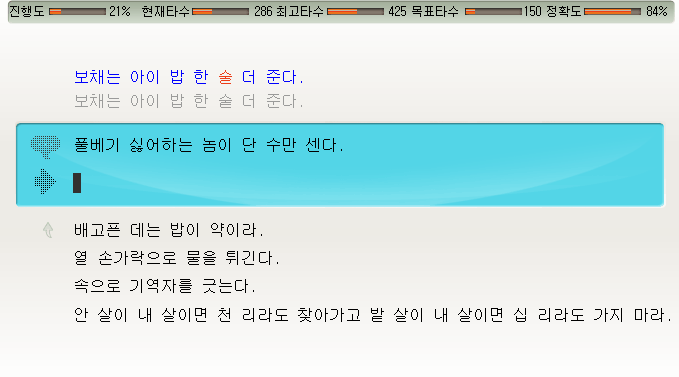 진행도 21% 현재타수 286 최고타수 425 목표타수 150 정확도 84%
보채는 아이 밥 한 술 더 준다.
보채는 아이 밥 한 술 더 준다.
풀베기 싫어하는 놈이 단 수만 센다.
배고픈 데는 밥이 약이라.
열 손가락으로 물을 튀긴다.
속으로 기역자를 긋는다.
안 살이 내 살이면 천 리라도 찾아가고 밭 살이 내 살이면 십 리라도 가지 마라.